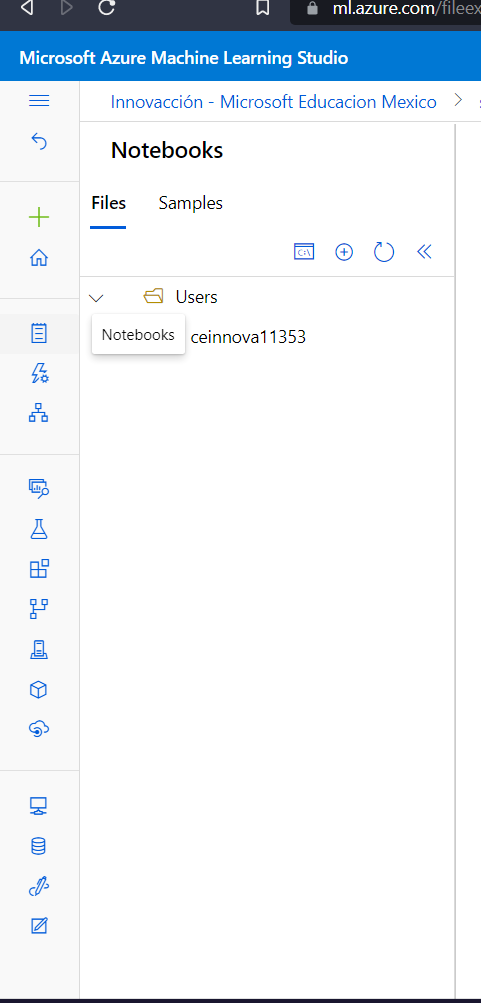 ml.azure.com/fileex
Microsoft Azure Machine Learning Studio
Innovacción - Microsoft Educacion Mexico >
Notebooks
Files Samples
C:\
Users
Notebooks ceinnova11353